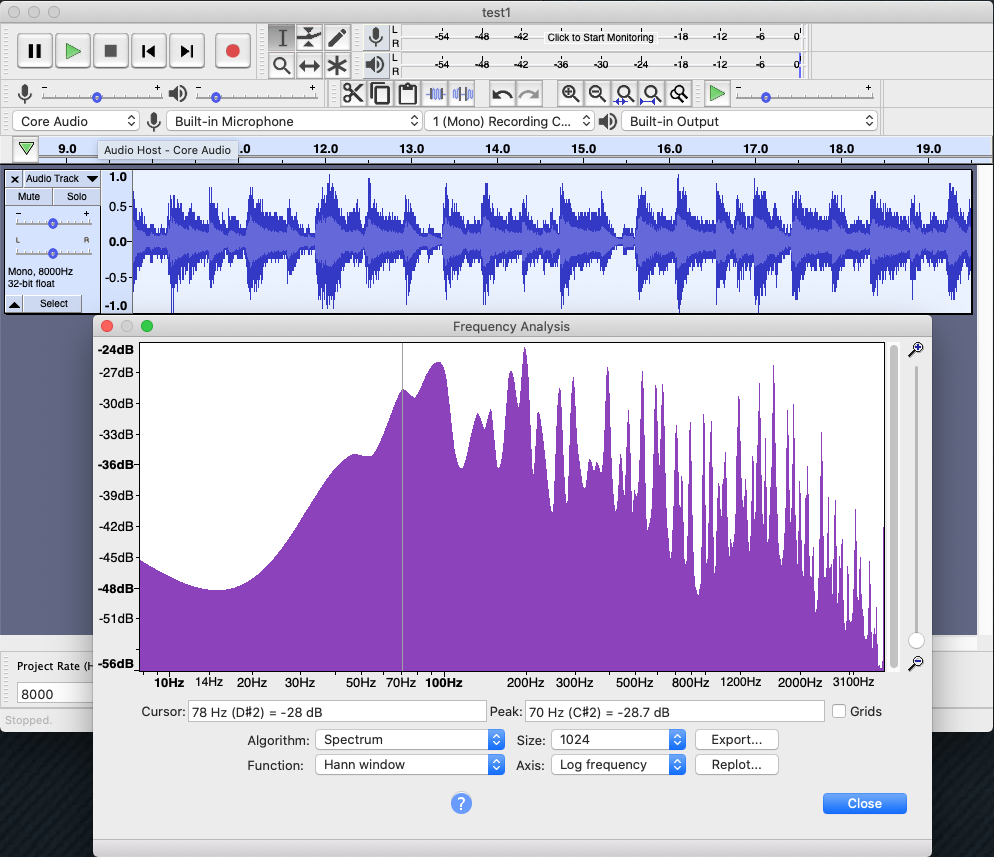 test1
L
R
-54 -48 -42 Click to Start Monitoring -18 -12 -6 0
L
R
-54 -48 -42 -36 -30 -24 -18 -12 -6 0
- + - + - +
Core Audio Built-in Microphone 1 (Mono) Recording C... Built-in Output
9.0 Audio Host - Core Audio .0 12.0 13.0 14.0 15.0 16.0 17.0 18.0 19.0
× Audio Track 1.0
Mute Solo 0.5
- +
L R 0.0
Mono, 8000Hz -0.5
32-bit float
Select -1.0
Frequency Analysis
-24dB
-27dB
-30dB
-33dB
-36dB
-39dB
-42dB
-45dB
-48dB
-51dB
-56dB
10Hz 14Hz 20Hz 30Hz 50Hz 70Hz 100Hz 200Hz 300Hz 500Hz 800Hz 1200Hz 2000Hz 3100Hz
Project Rate (H
8000
Stopped.
Cursor: 78 Hz (D#2) = -28 dB Peak: 70 Hz (C#2) = -28.7 dB Grids
Algorithm: Spectrum Size: 1024 Export...
Function: Hann window Axis: Log frequency Replot...
? Close